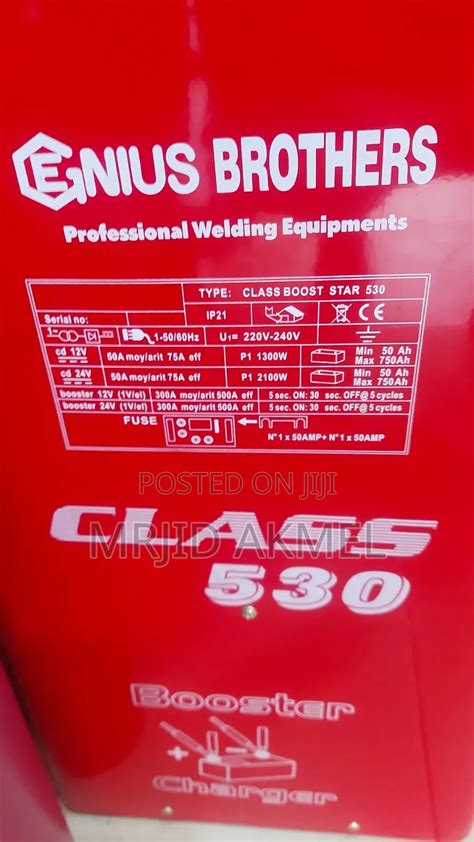 GENIUS BROTHERS
Professional Welding Equipments
TYPE: CLASS BOOST STAR 530
Serial no: IP21 CE
1-50/60Hz U1= 220V-240V
cd 12V 50A moy/arit 75A eff P1 1300W Min 50 Ah Max 750Ah
cd 24V 50A moy/arit 75A eff P1 2100W Min 50 Ah Max 750Ah
booster 12V (1V/el) 300A moy/arit 500A eff 5 sec. ON: 30 sec. OFF@5 cycles
booster 24V (1V/el) 300A moy/arit 500A eff 5 sec. ON: 30 sec. OFF@5 cycles
FUSE N°1 x 50AMP+ N°1 x 50AMP
POSTED ON JIJI
CLASS
MRJID AKMEL
530
Booster
+ -
Charger